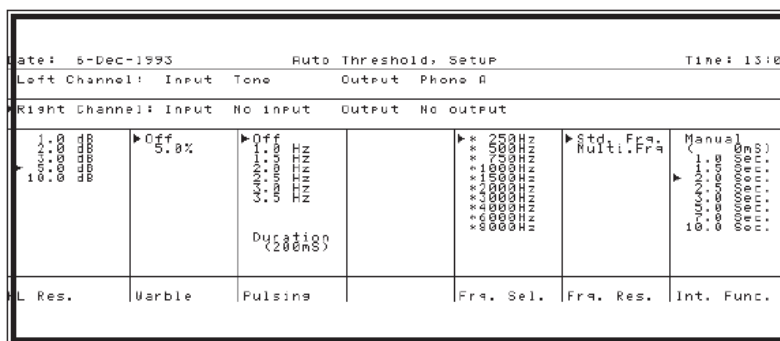 Date: 6-Dec-1993 Auto Threshold, Setup Time: 13:0
Left Channel: Input Tone Output Phone A
Right Channel: Input No input Output No output
1.0 dB
2.0 dB
3.0 dB
5.0 dB
10.0 dB
Off
5.0%
Off
1.0 Hz
1.5 Hz
2.0 Hz
2.5 Hz
3.0 Hz
3.5 Hz
Duration
(200mS)
* 250Hz
* 500Hz
* 750Hz
*1000Hz
*1500Hz
*2000Hz
*3000Hz
*4000Hz
*6000Hz
*8000Hz
Std. Frq.
Multi.Frq
Manual
( 0mS)
1.0 Sec.
1.5 Sec.
2.0 Sec.
2.5 Sec.
3.0 Sec.
5.0 Sec.
7.0 Sec.
10.0 Sec.
HL Res. Warble Pulsing Frq. Sel. Frq. Res. Int. Func.